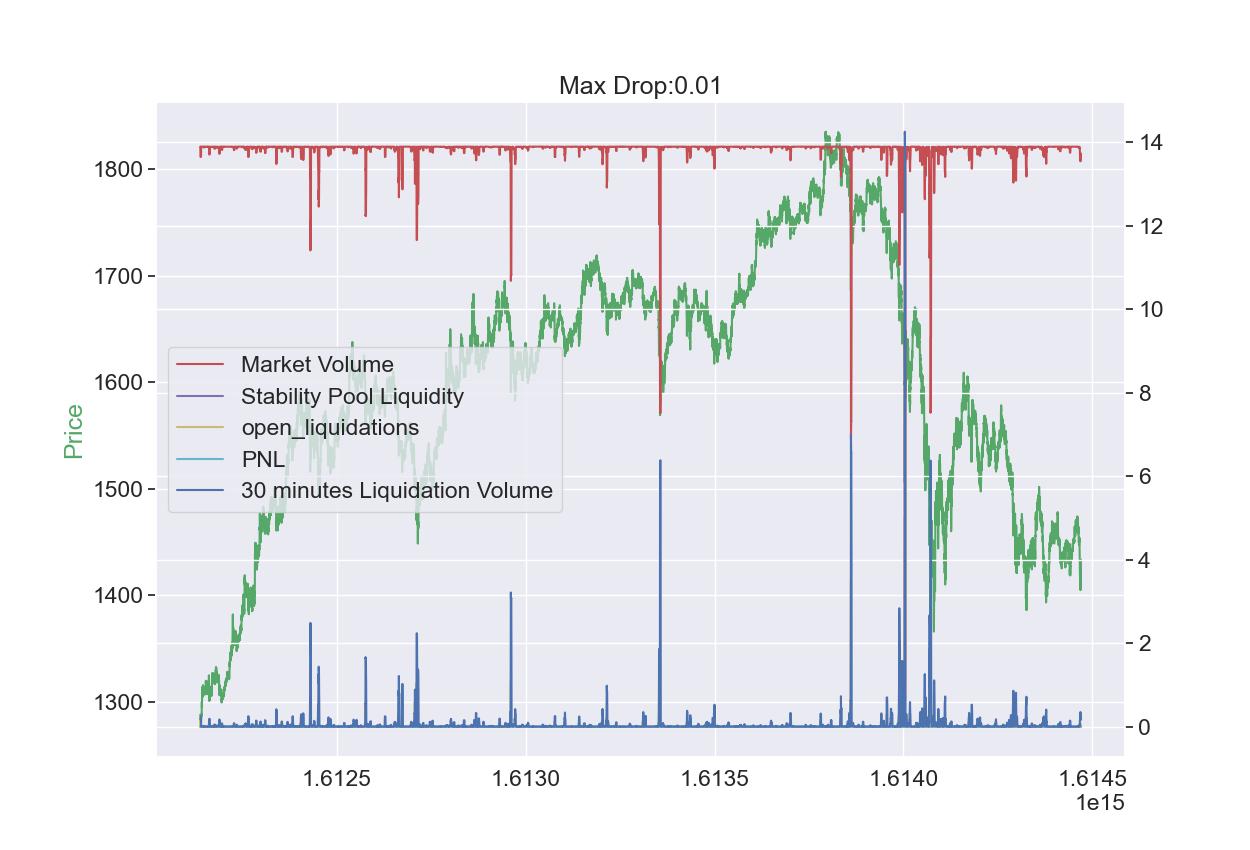 Max Drop:0.01
1800
1700
1600
1500
1400
1300
Price
Market Volume
Stability Pool Liquidity
open_liquidations
PNL
30 minutes Liquidation Volume
14
12
10
8
6
4
2
0
1.6125 1.6130 1.6135 1.6140 1.6145
1e15